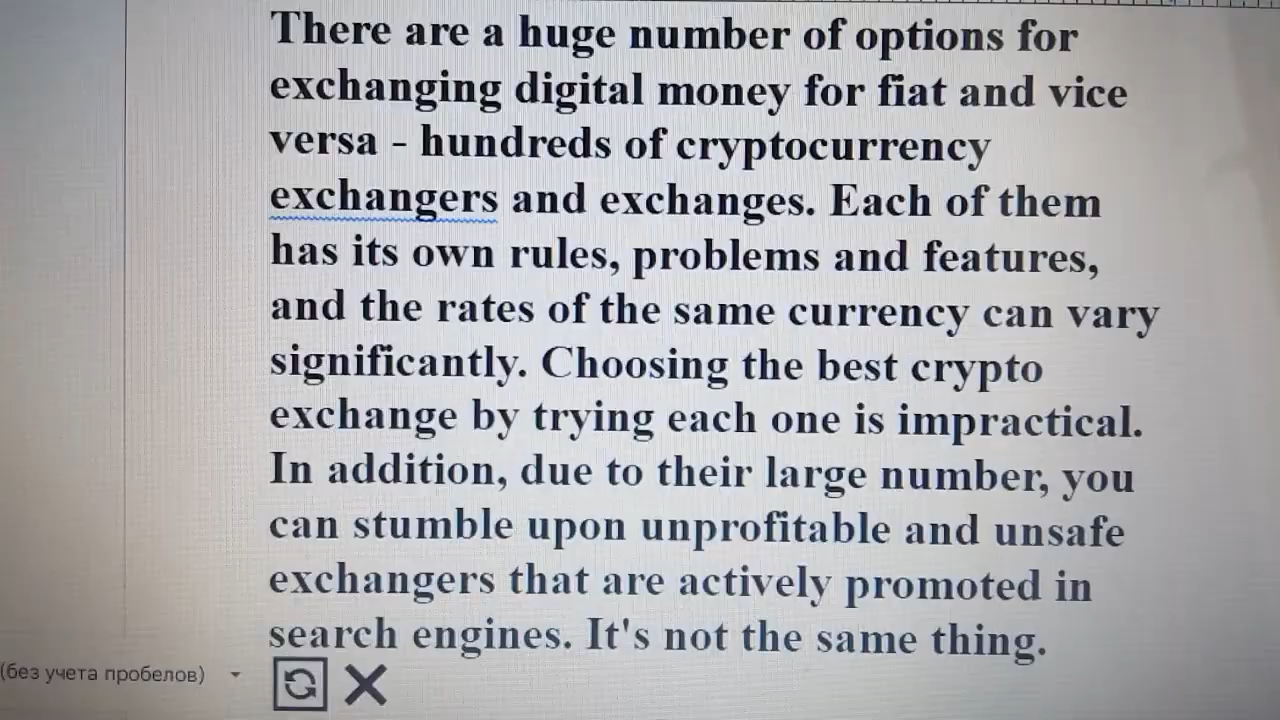 There are a huge number of options for
exchanging digital money for fiat and vice
versa - hundreds of cryptocurrency
exchangers and exchanges. Each of them
has its own rules, problems and features,
and the rates of the same currency can vary
significantly. Choosing the best crypto
exchange by trying each one is impractical.
In addition, due to their large number, you
can stumble upon unprofitable and unsafe
exchangers that are actively promoted in
search engines. It's not the same thing.
(без учета пробелов)